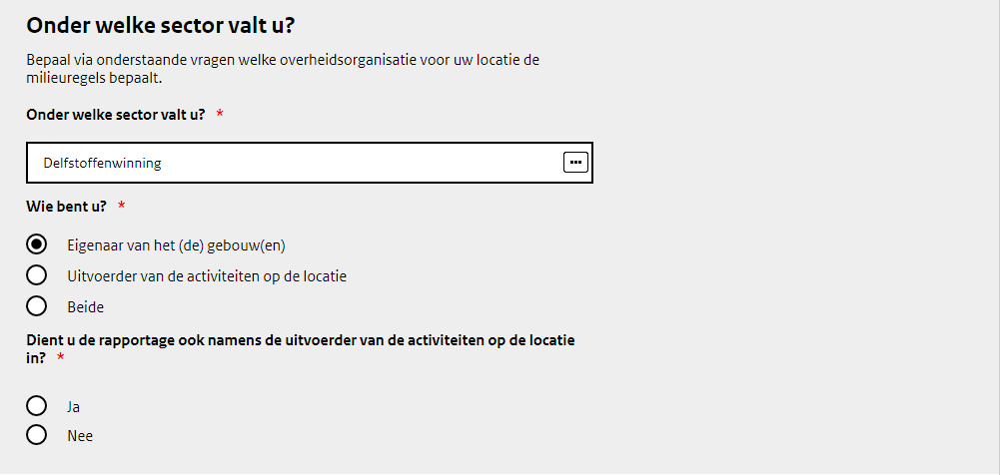 Onder welke sector valt u?
Bepaal via onderstaande vragen welke overheidsorganisatie voor uw locatie de
milieuregels bepaalt.
Onder welke sector valt u? *
Delfstoffenwinning
Wie bent u? *
Eigenaar van het (de) gebouw(en)
Uitvoerder van de activiteiten op de locatie
Beide
Dient u de rapportage ook namens de uitvoerder van de activiteiten op de locatie
in? *
Ja
Nee